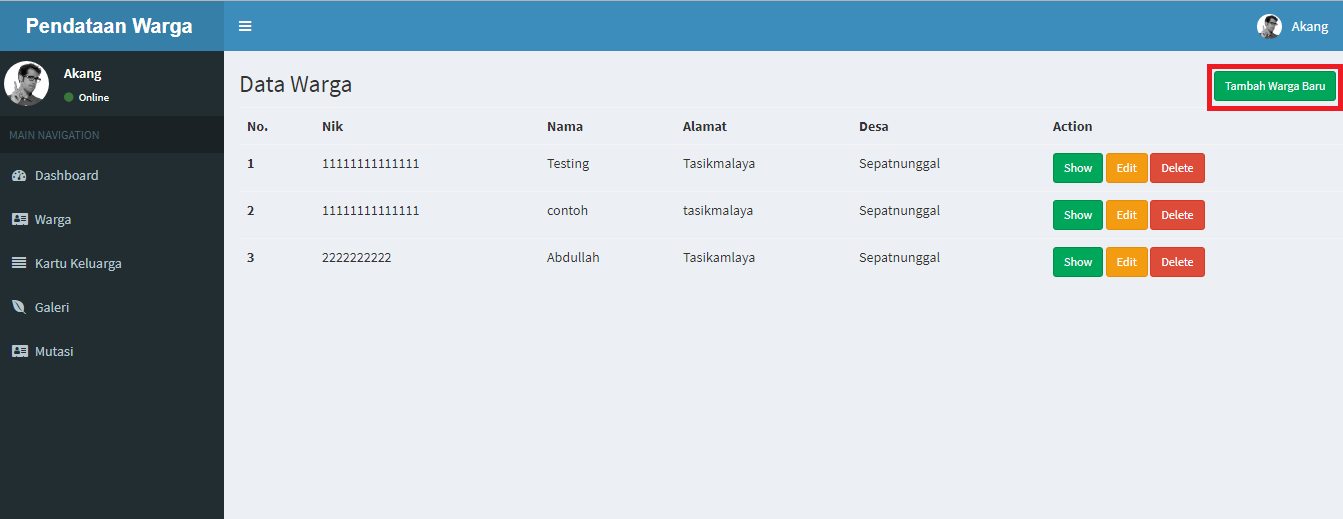 Pendataan Warga
Akang
Akang
Online
MAIN NAVIGATION
Dashboard
Warga
Kartu Keluarga
Galeri
Mutasi
Data Warga
Tambah Warga Baru
No. Nik Nama Alamat Desa Action
1 11111111111111 Testing Tasikmalaya Sepatnunggal Show Edit Delete
2 11111111111111 contoh tasikmalaya Sepatnunggal Show Edit Delete
3 2222222222 Abdullah Tasikamlaya Sepatnunggal Show Edit Delete